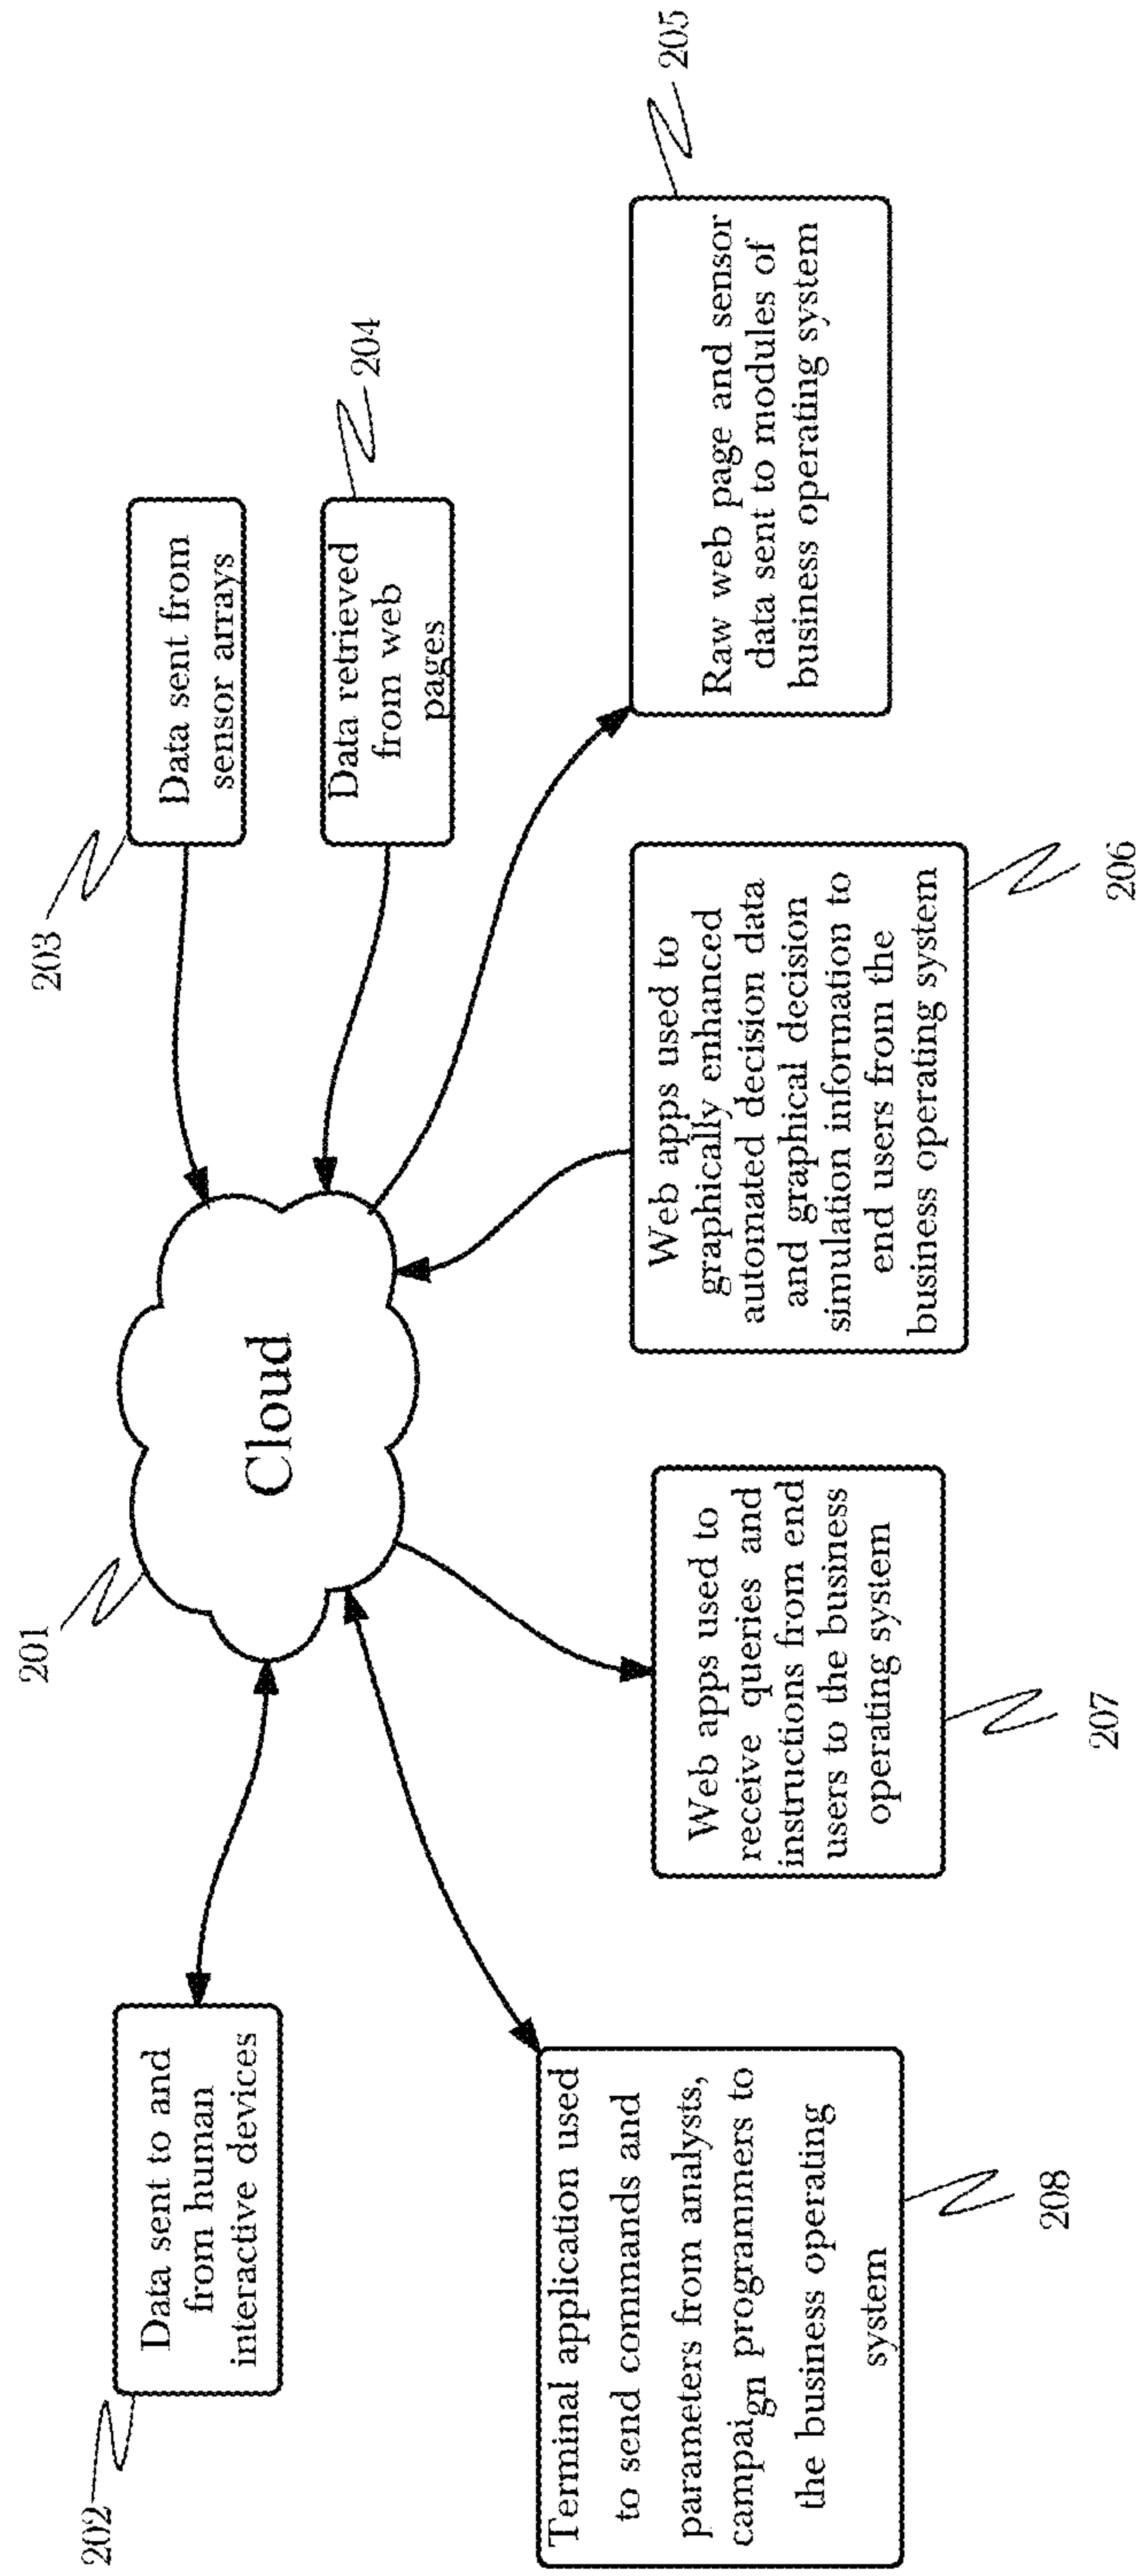 201
Cloud
202
Data sent to and
from human
interactive devices
203
Data sent from
sensor arrays
204
Data retrieved
from web
pages
208
Terminal application used
to send commands and
parameters from analysts,
campaign programmers to
the business operating
system
207
Web apps used to
receive queries and
instructions from end
users to the business
operating system
206
Web apps used to
graphically enhanced
automated decision data
and graphical decision
simulation information to
end users from the
business operating system
205
Raw web page and sensor
data sent to modules of
business operating system